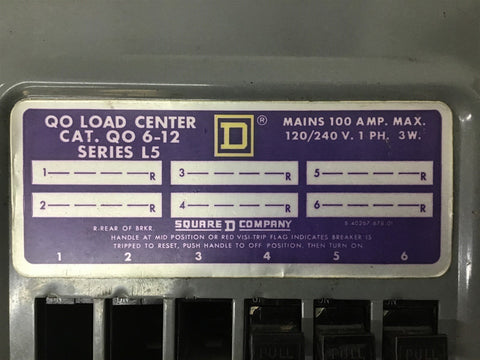 QO LOAD CENTER
CAT. QO 6-12
SERIES L5
D ®
MAINS 100 AMP. MAX.
120/240 V. 1 PH. 3W.
1 R 3 R 5 R
2 R 4 R 6 R
R-REAR OF BRKR.
SQUARE D COMPANY
HANDLE AT MID POSITION OR RED VISI-TRIP FLAG INDICATES BREAKER IS
TRIPPED TO RESET, PUSH HANDLE TO OFF POSITION, THEN TURN ON.
1 2 3 4 5 6